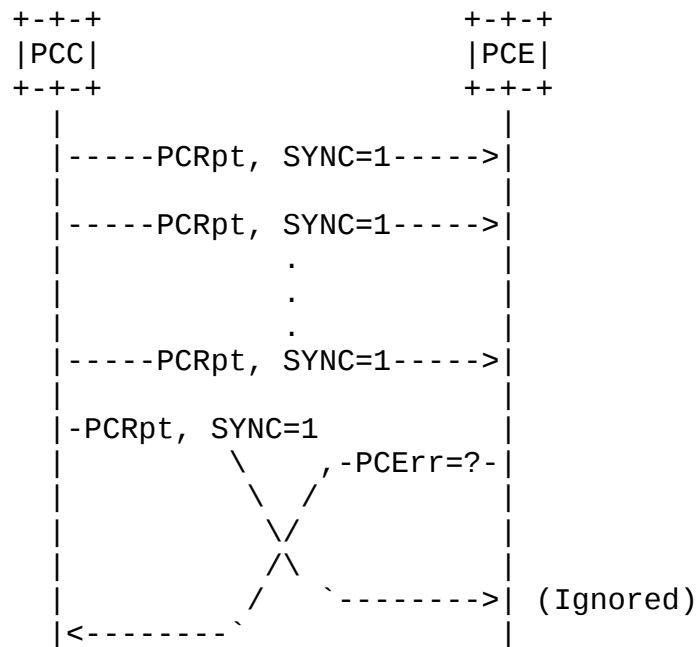 +-+-+                    +-+-+
|PCC|                    |PCE|
+-+-+                    +-+-+
  |                        |
  |-----PCRpt, SYNC=1----->|
  |                        |
  |-----PCRpt, SYNC=1----->|
  |            .           |
  |            .           |
  |            .           |
  |-----PCRpt, SYNC=1----->|
  |                        |
  |-PCRpt, SYNC=1          |
  |         \    ,-PCErr=?-|
  |          \  /          |
  |           \/           |
  |           /\           |
  |          /  `--------->| (Ignored)
  |<--------`              |